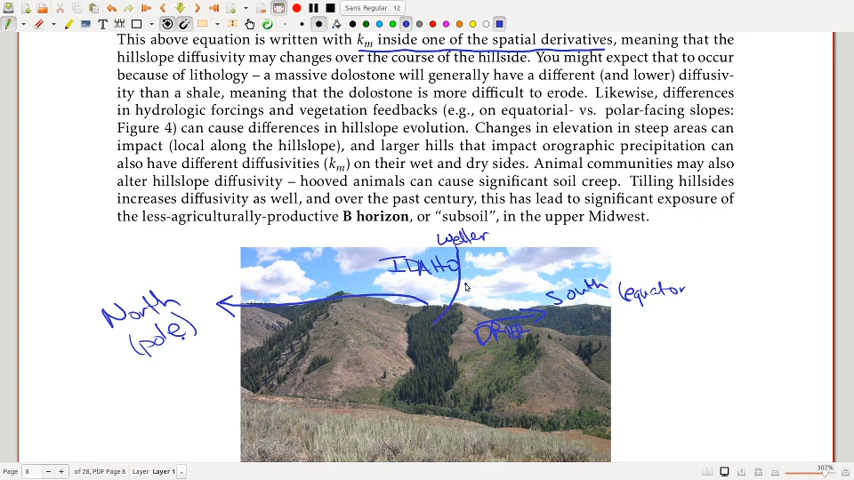 Sans Regular 12
This above equation is written with km inside one of the spatial derivatives, meaning that the
hillslope diffusivity may changes over the course of the hillside. You might expect that to occur
because of lithology – a massive dolostone will generally have a different (and lower) diffusiv-
ity than a shale, meaning that the dolostone is more difficult to erode. Likewise, differences
in hydrologic forcings and vegetation feedbacks (e.g., on equatorial- vs. polar-facing slopes:
Figure 4) can cause differences in hillslope evolution. Changes in elevation in steep areas can
impact (local along the hillslope), and larger hills that impact orographic precipitation can
also have different diffusivities (km) on their wet and dry sides. Animal communities may also
alter hillslope diffusivity – hooved animals can cause significant soil creep. Tilling hillsides
increases diffusivity as well, and over the past century, this has lead to significant exposure of
the less-agriculturally-productive B horizon, or “subsoil”, in the upper Midwest.
wetter
IDAHO
North
(pole)
South (equator
DRIER
Page 8 of 28, PDF Page 8 Layer Layer 1
307%